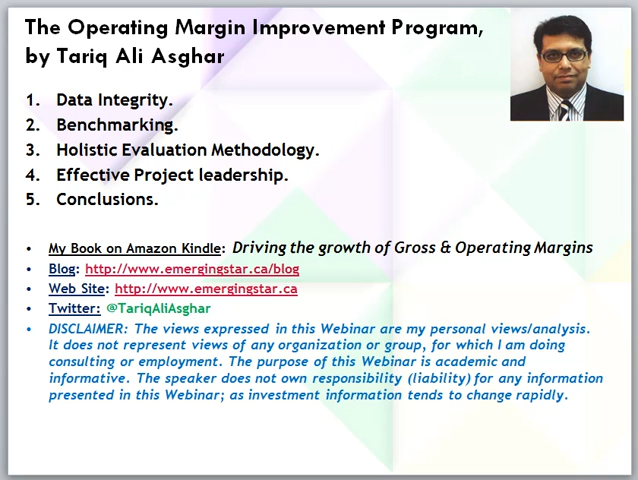 The Operating Margin Improvement Program,
by Tariq Ali Asghar
1. Data Integrity.
2. Benchmarking.
3. Holistic Evaluation Methodology.
4. Effective Project leadership.
5. Conclusions.
• My Book on Amazon Kindle: Driving the growth of Gross & Operating Margins
• Blog: http://www.emergingstar.ca/blog
• Web Site: http://www.emergingstar.ca
• Twitter: @TariqAliAsghar
• DISCLAIMER: The views expressed in this Webinar are my personal views/analysis.
It does not represent views of any organization or group, for which I am doing
consulting or employment. The purpose of this Webinar is academic and
informative. The speaker does not own responsibility (liability) for any information
presented in this Webinar; as investment information tends to change rapidly.